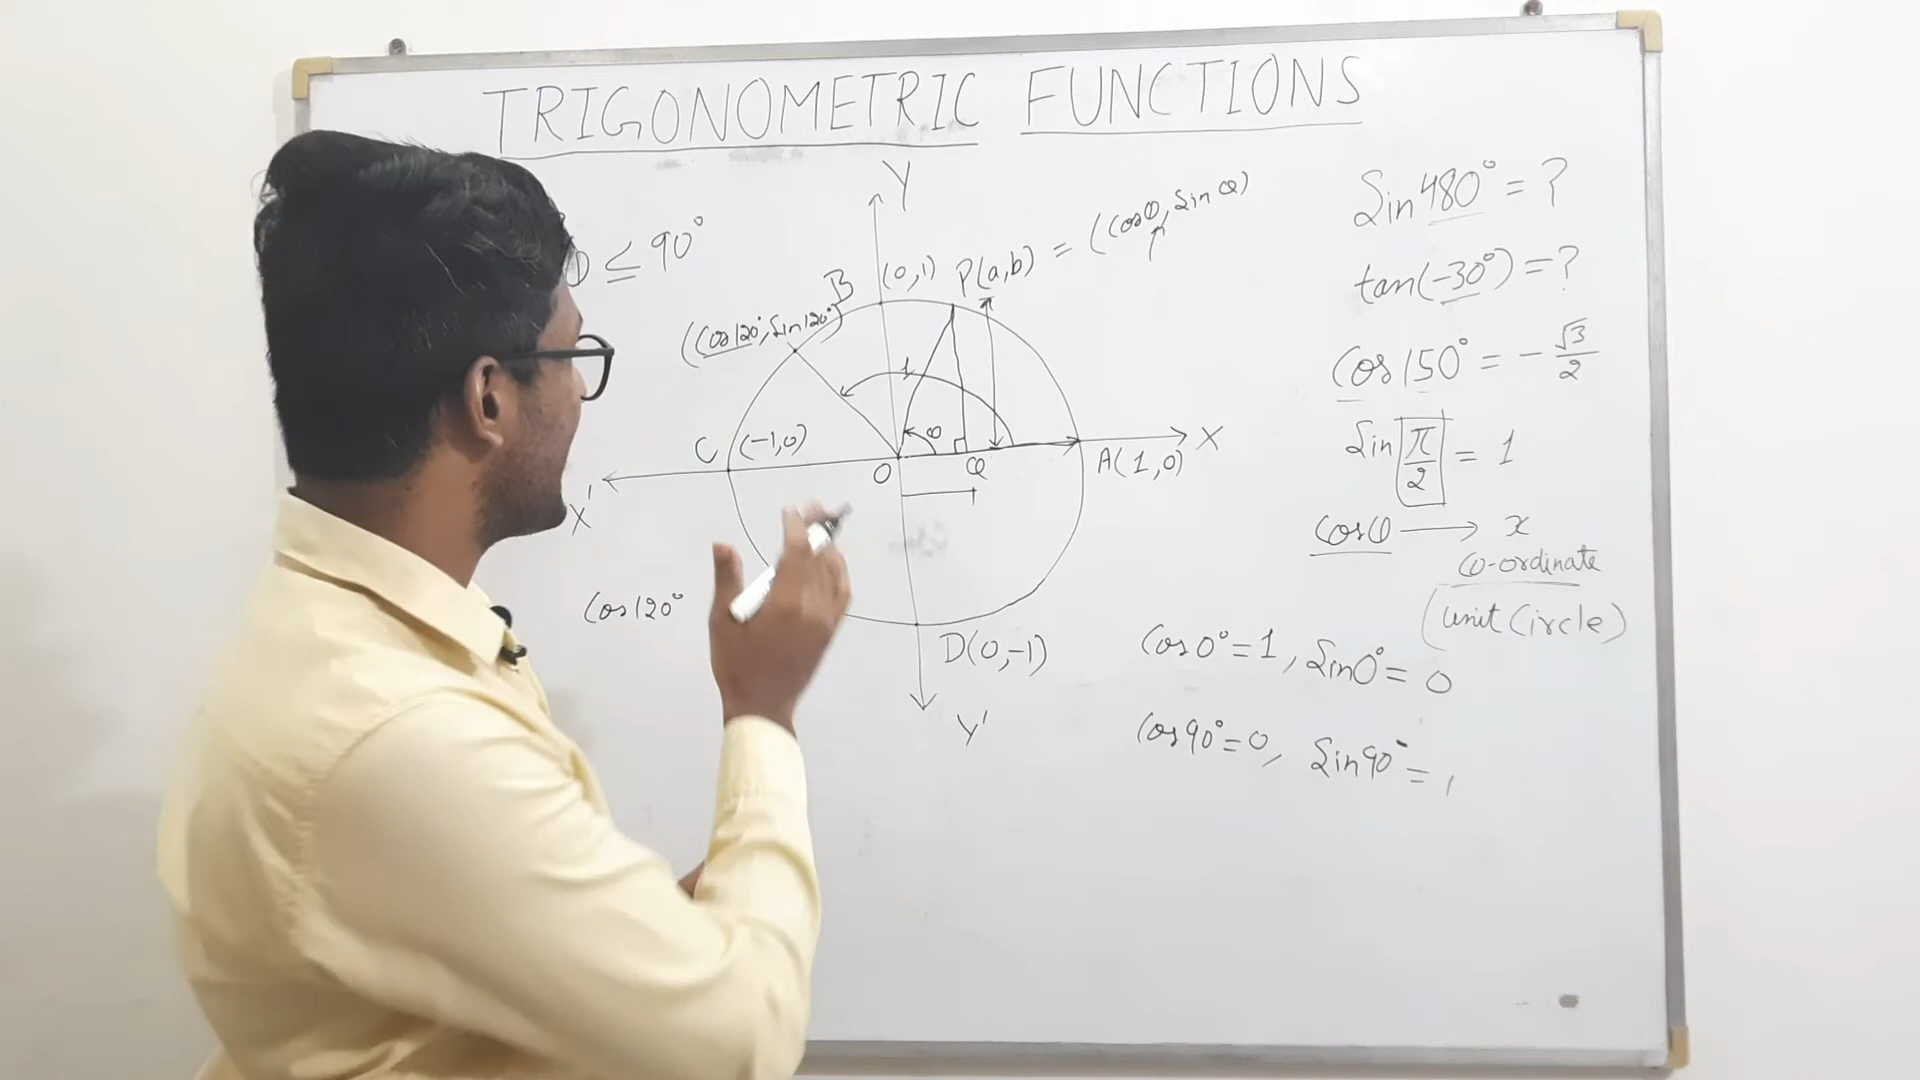 TRIGONOMETRIC FUNCTIONS
≤ 90°
Y
(0,1)
B
P(a,b) = (cosθ, Sinθ)
(Cos120°, Sin120°)
1
C (-1,0)
θ
O
Q
A(1,0)
X
X'
Cos120°
D(0,-1)
Y'
Sin480° = ?
tan(-30°) = ?
Cos150° = -√3/2
Sin π/2 = 1
Cosθ → x
co-ordinate
(unit Circle)
Cos0° = 1, Sin0° = 0
Cos90° = 0, Sin90° = 1